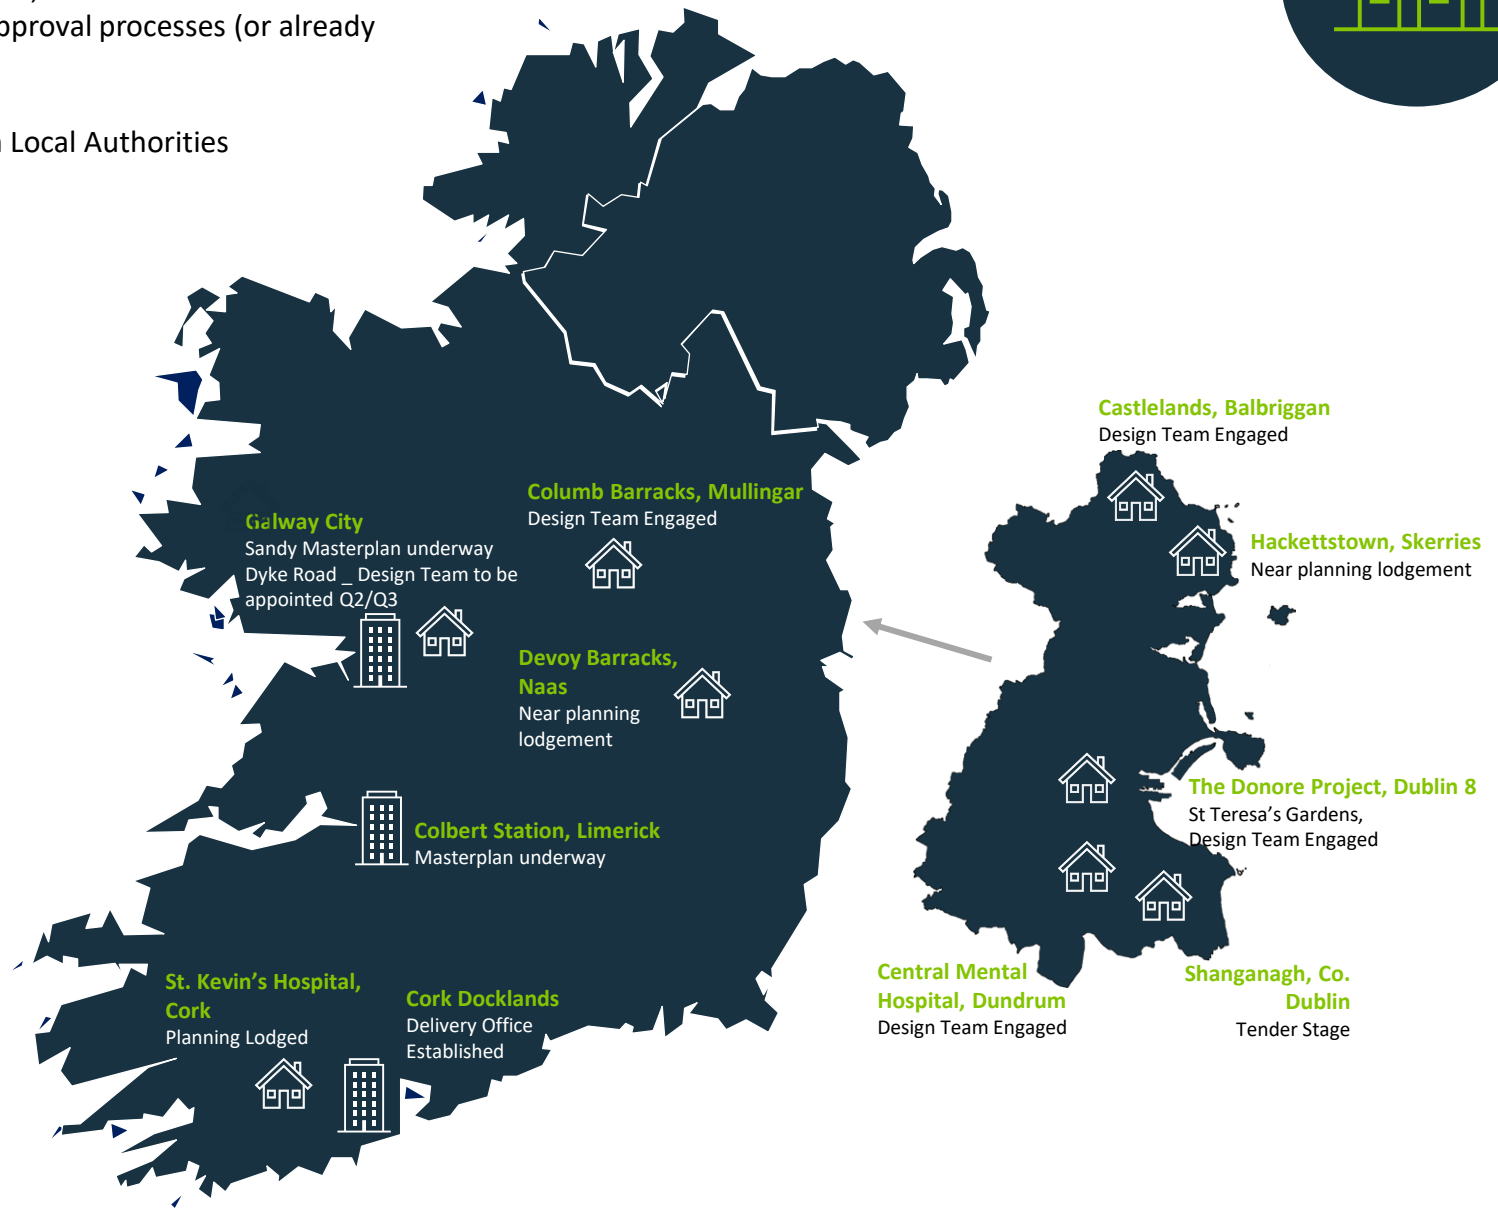 pproval processes (or already
Local Authorities
Castlelands, Balbriggan
Design Team Engaged
Columb Barracks, Mullingar
Design Team Engaged
Galway City
Sandy Masterplan underway
Dyke Road _ Design Team to be
appointed Q2/Q3
Hackettstown, Skerries
Near planning lodgement
Devoy Barracks,
Naas
Near planning
lodgement
The Donore Project, Dublin 8
St Teresa’s Gardens,
Design Team Engaged
Colbert Station, Limerick
Masterplan underway
St. Kevin’s Hospital,
Cork
Planning Lodged
Cork Docklands
Delivery Office
Established
Central Mental
Hospital, Dundrum
Design Team Engaged
Shanganagh, Co.
Dublin
Tender Stage